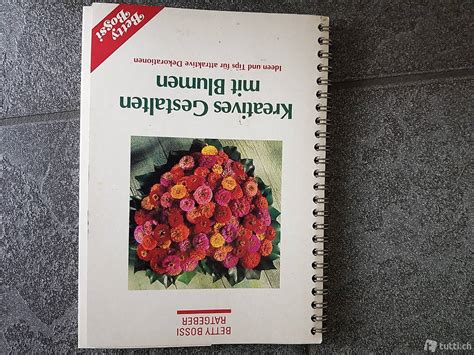 BETTY BOSSI
RATGEBER
Kreatives Gestalten
mit Blumen
Ideen und Tips für attraktive Dekorationen
Betty
Bossi
tutti.ch